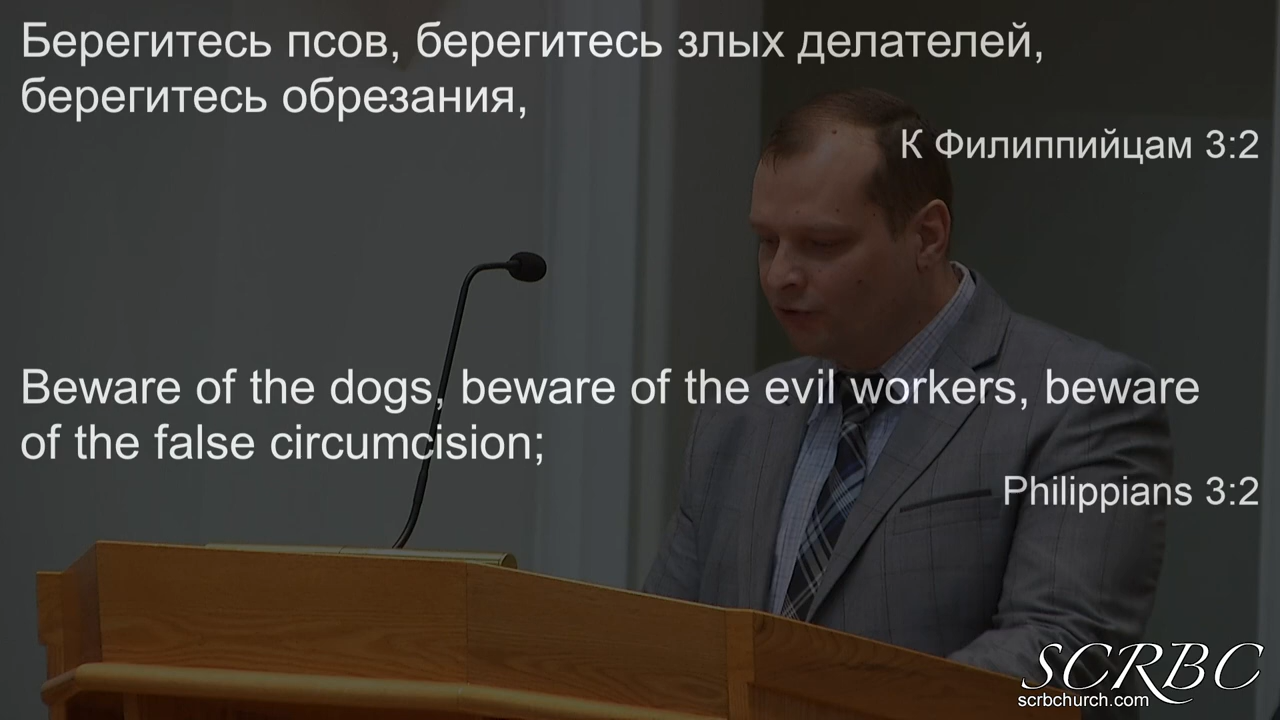 Берегитесь псов, берегитесь злых делателей,
берегитесь обрезания,
К Филиппийцам 3:2
Beware of the dogs, beware of the evil workers, beware
of the false circumcision;
Philippians 3:2
SCRBC
scrbchurch.com